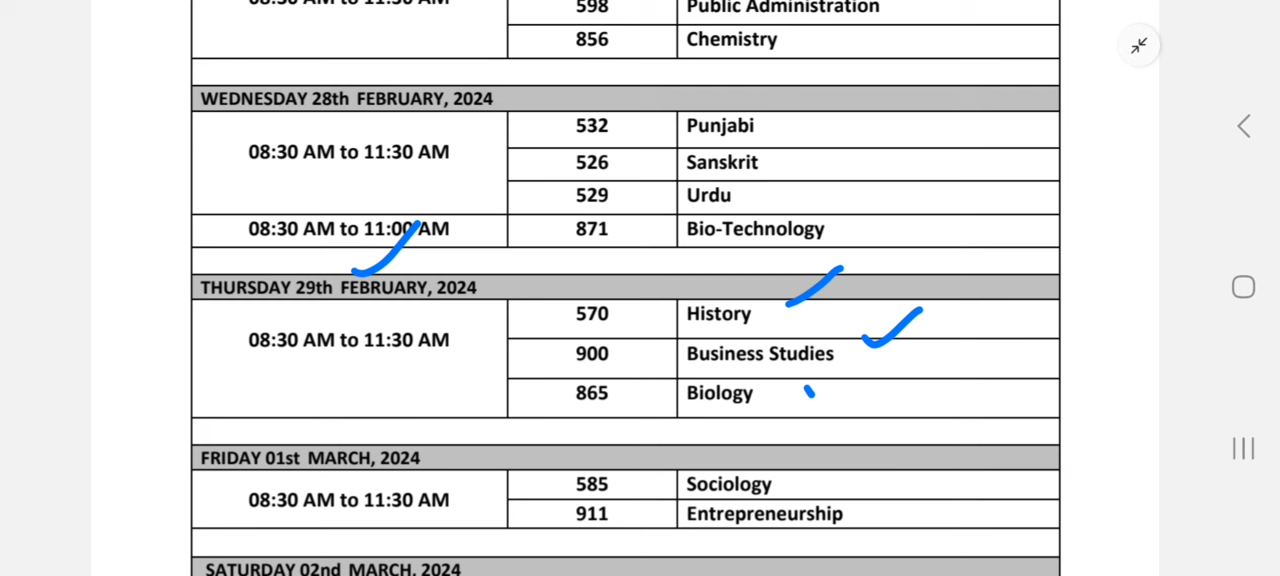 598 Public Administration
856 Chemistry
WEDNESDAY 28th FEBRUARY, 2024
532 Punjabi
08:30 AM to 11:30 AM
526 Sanskrit
529 Urdu
08:30 AM to 11:00 AM 871 Bio-Technology
THURSDAY 29th FEBRUARY, 2024
570 History
08:30 AM to 11:30 AM
900 Business Studies
865 Biology
FRIDAY 01st MARCH, 2024
585 Sociology
08:30 AM to 11:30 AM
911 Entrepreneurship
SATURDAY 02nd MARCH, 2024